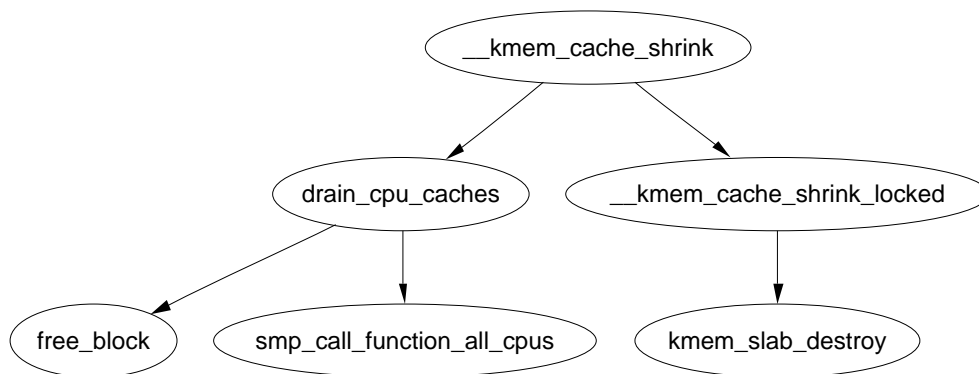 __kmem_cache_shrink
drain_cpu_caches
__kmem_cache_shrink_locked
free_block
smp_call_function_all_cpus
kmem_slab_destroy